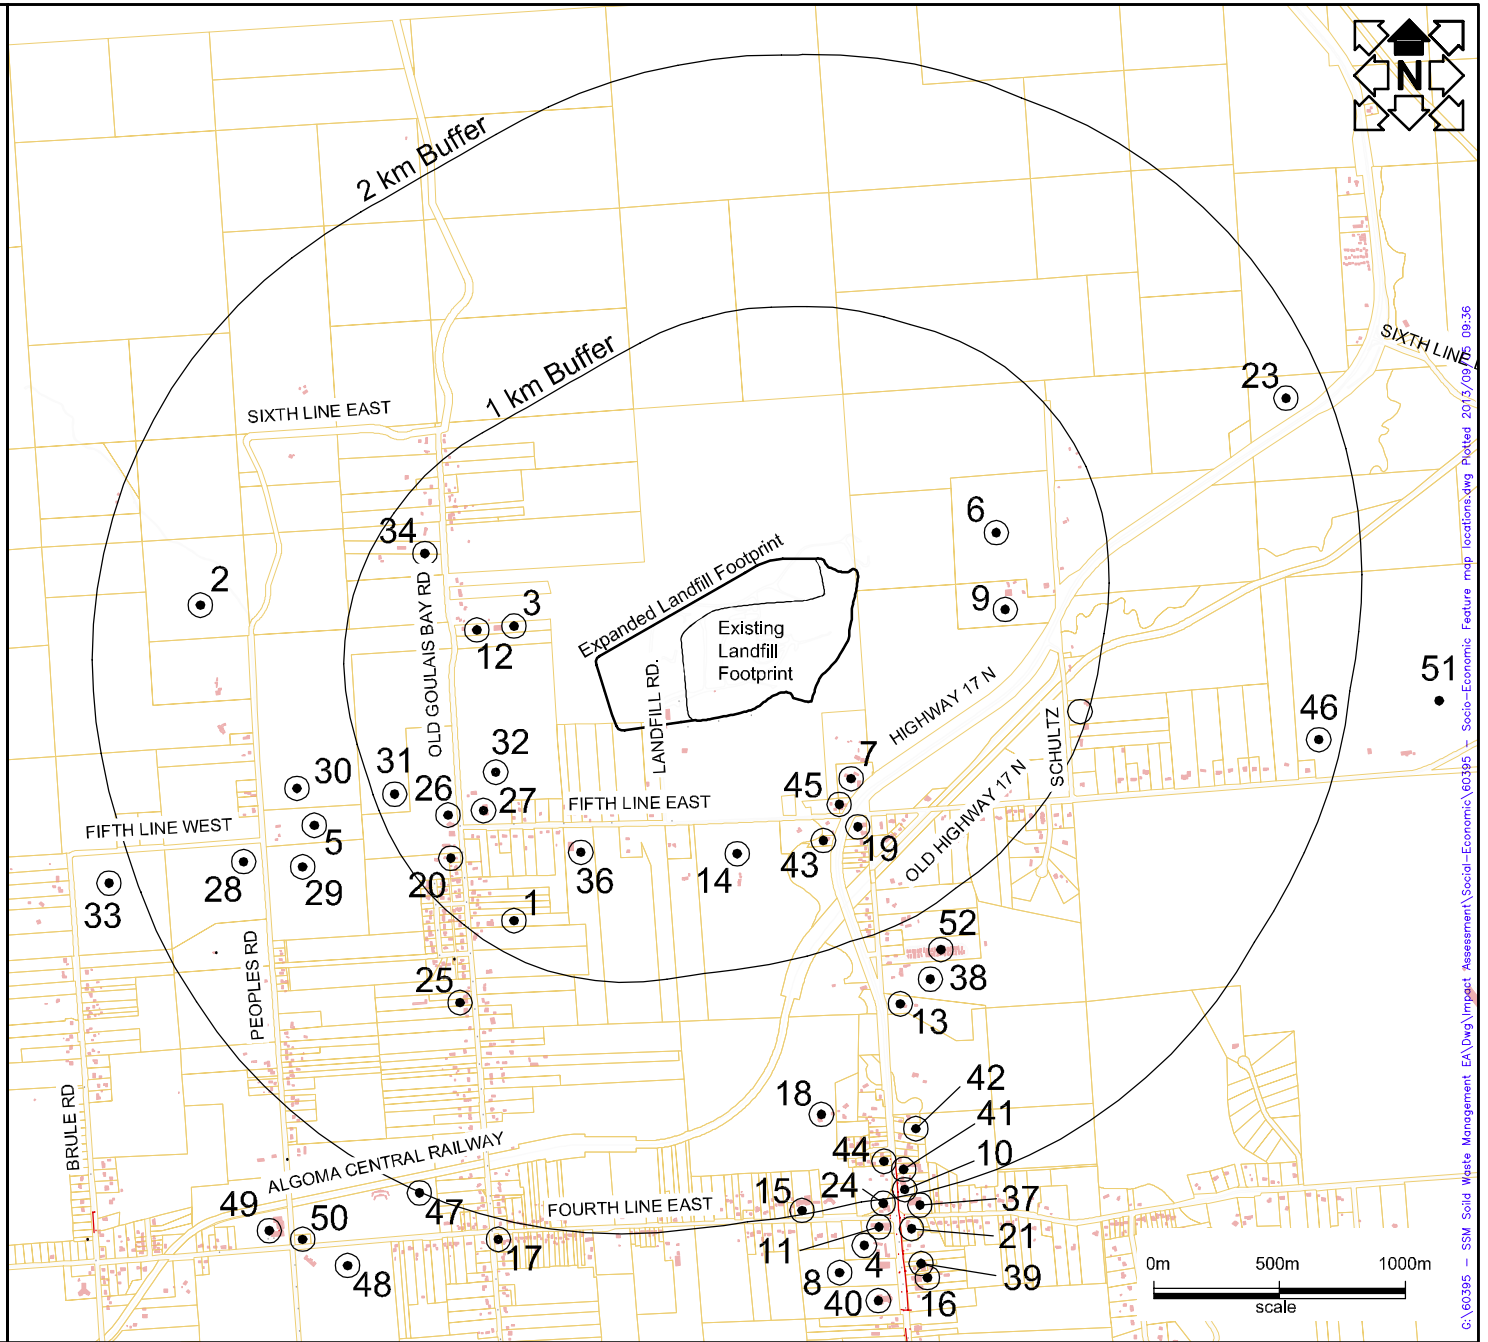 N
2 km Buffer
1 km Buffer
SIXTH LINE
SIXTH LINE EAST
23
34
6
2
3
12
9
Expanded Landfill Footprint
Existing
Landfill
Footprint
OLD GOULAIS BAY RD
LANDFILL RD.
HIGHWAY 17 N
SCHULTZ
51
46
30
31
32
7
26
27
45
FIFTH LINE WEST
FIFTH LINE EAST
5
28
29
20
36
14
43
19
OLD HIGHWAY 17 N
33
1
52
PEOPLES RD
25
38
13
BRULE RD
18
42
41
44
10
ALGOMA CENTRAL RAILWAY
49
50
47
FOURTH LINE EAST
15
24
37
17
11
21
48
8
4
39
40
16
0m 500m 1000m
scale
G:\60395 - SSM Solid Waste Management EA\Dwg\Impact Assessment\Social-Economic\60395 - Socio-Economic Feature map locations.dwg Plotted 2013/09/25 09:36